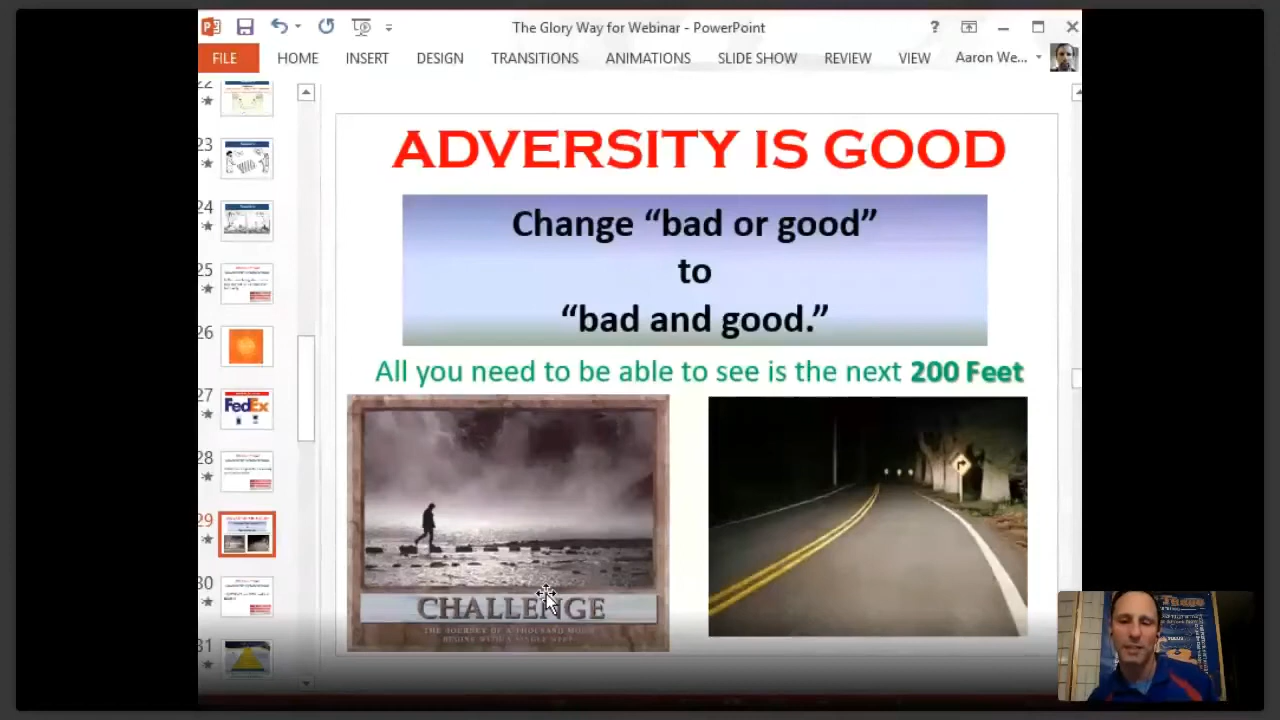 The Glory Way for Webinar - PowerPoint
?
FILE HOME INSERT DESIGN TRANSITIONS ANIMATIONS SLIDE SHOW REVIEW VIEW Aaron We...
22
23
24
25
26
27
FedEx
28
29
30
31
ADVERSITY IS GOOD
Change “bad or good”
to
“bad and good.”
All you need to be able to see is the next 200 Feet
CHALLENGE
THE JOURNEY OF A THOUSAND MILES
BEGINS WITH A SINGLE STEP